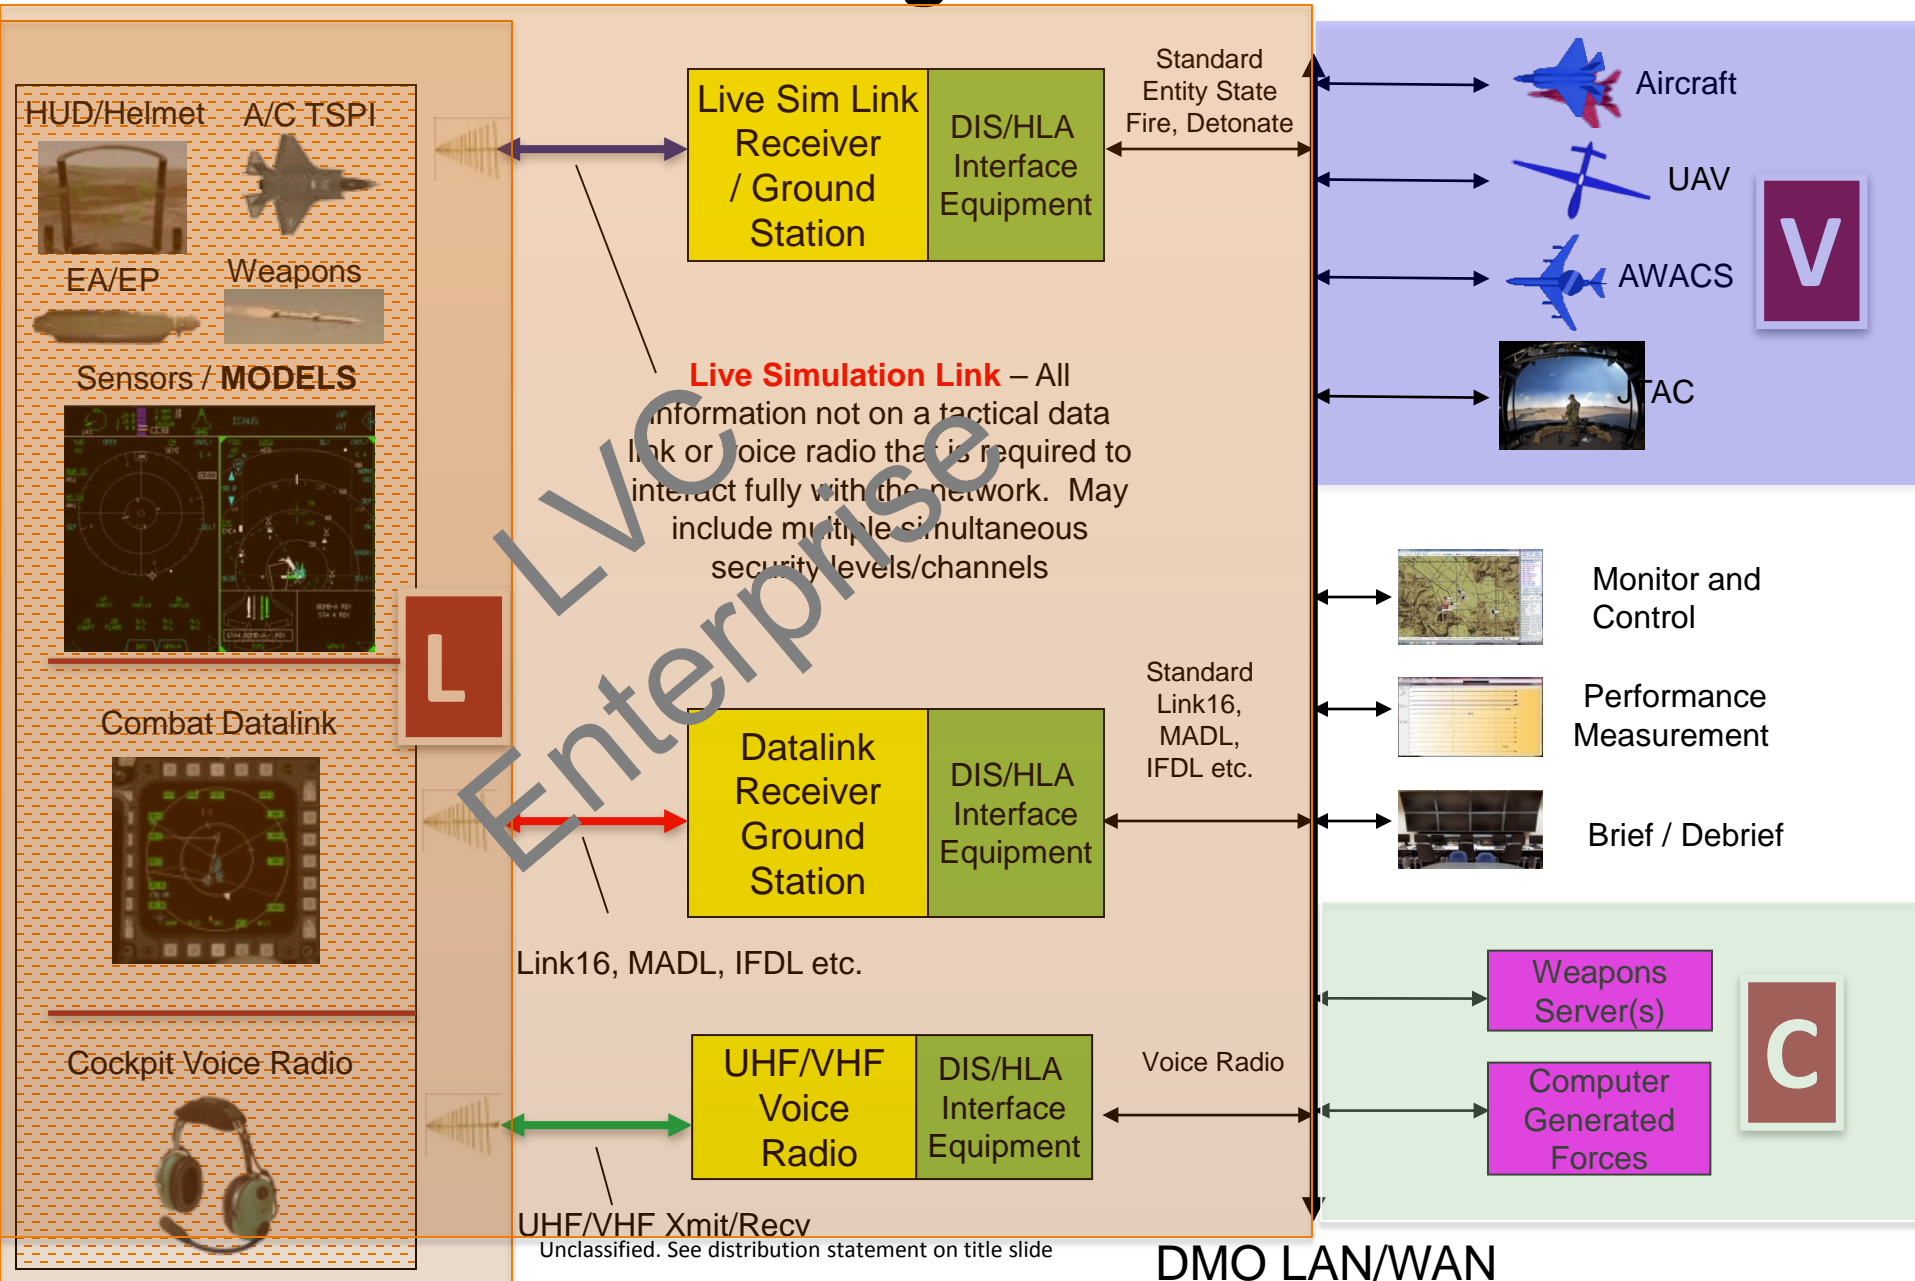 HUD/Helmet
A/C TSPI
EA/EP
Weapons
Sensors / MODELS
L
Combat Datalink
Cockpit Voice Radio
Live Sim Link
Receiver
/ Ground
Station
DIS/HLA
Interface
Equipment
Standard
Entity State
Fire, Detonate
Live Simulation Link – All
information not on a tactical data
link or voice radio that is required to
interact fully with the network.  May
include multiple simultaneous
security levels/channels
LVC
Enterprise
Datalink
Receiver
Ground
Station
DIS/HLA
Interface
Equipment
Standard
Link16,
MADL,
IFDL etc.
Link16, MADL, IFDL etc.
UHF/VHF
Voice
Radio
DIS/HLA
Interface
Equipment
Voice Radio
UHF/VHF Xmit/Recv
Unclassified. See distribution statement on title slide
DMO LAN/WAN
Aircraft
UAV
AWACS
JTAC
V
Monitor and
Control
Performance
Measurement
Brief / Debrief
Weapons
Server(s)
Computer
Generated
Forces
C